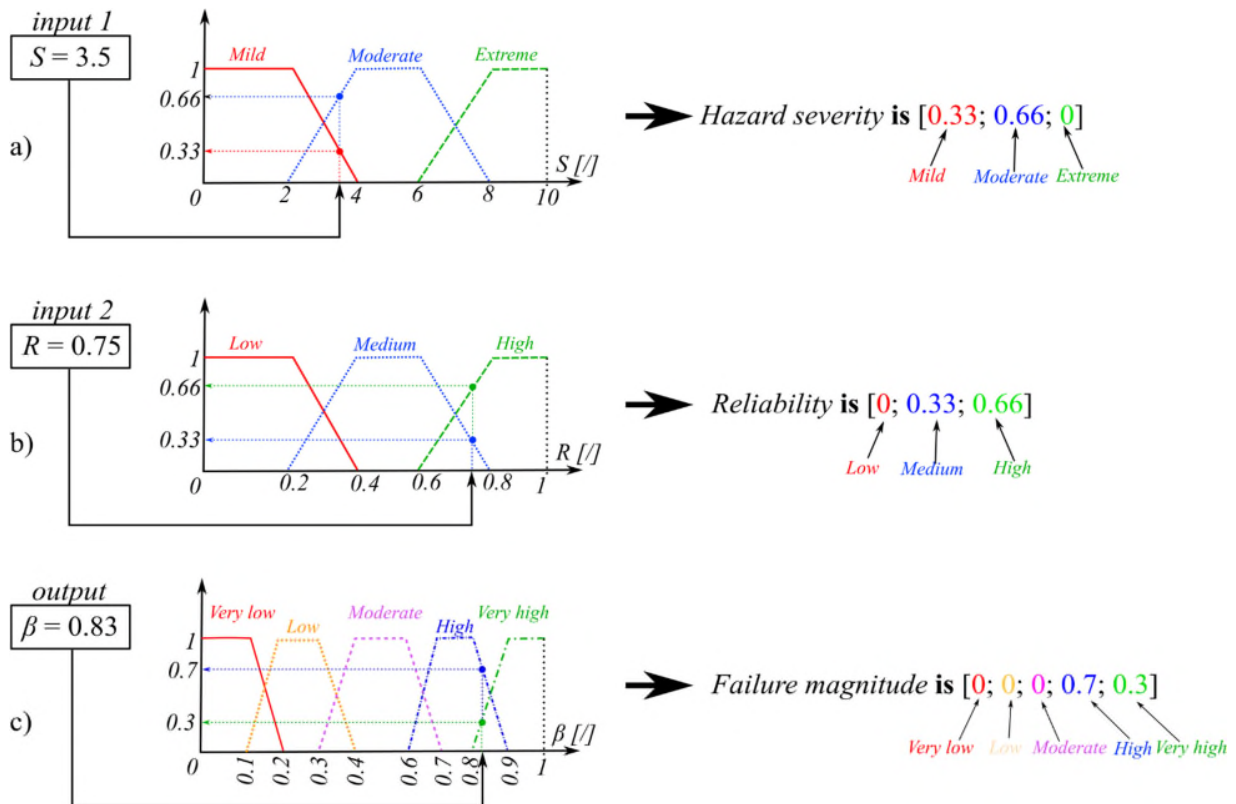 input 1
S = 3.5
a)
Mild
Moderate
Extreme
1
0.66
0.33
0
2
4
6
8
10
S [/]
Hazard severity is [0.33; 0.66; 0]
Mild
Moderate
Extreme
input 2
R = 0.75
b)
Low
Medium
High
1
0.66
0.33
0
0.2
0.4
0.6
0.8
1
R [/]
Reliability is [0; 0.33; 0.66]
Low
Medium
High
output
β = 0.83
c)
Very low
Low
Moderate
High
Very high
1
0.7
0.3
0
0.1
0.2
0.3
0.4
0.6
0.7
0.8
0.9
1
β [/]
Failure magnitude is [0; 0; 0; 0.7; 0.3]
Very low
Low
Moderate
High
Very high